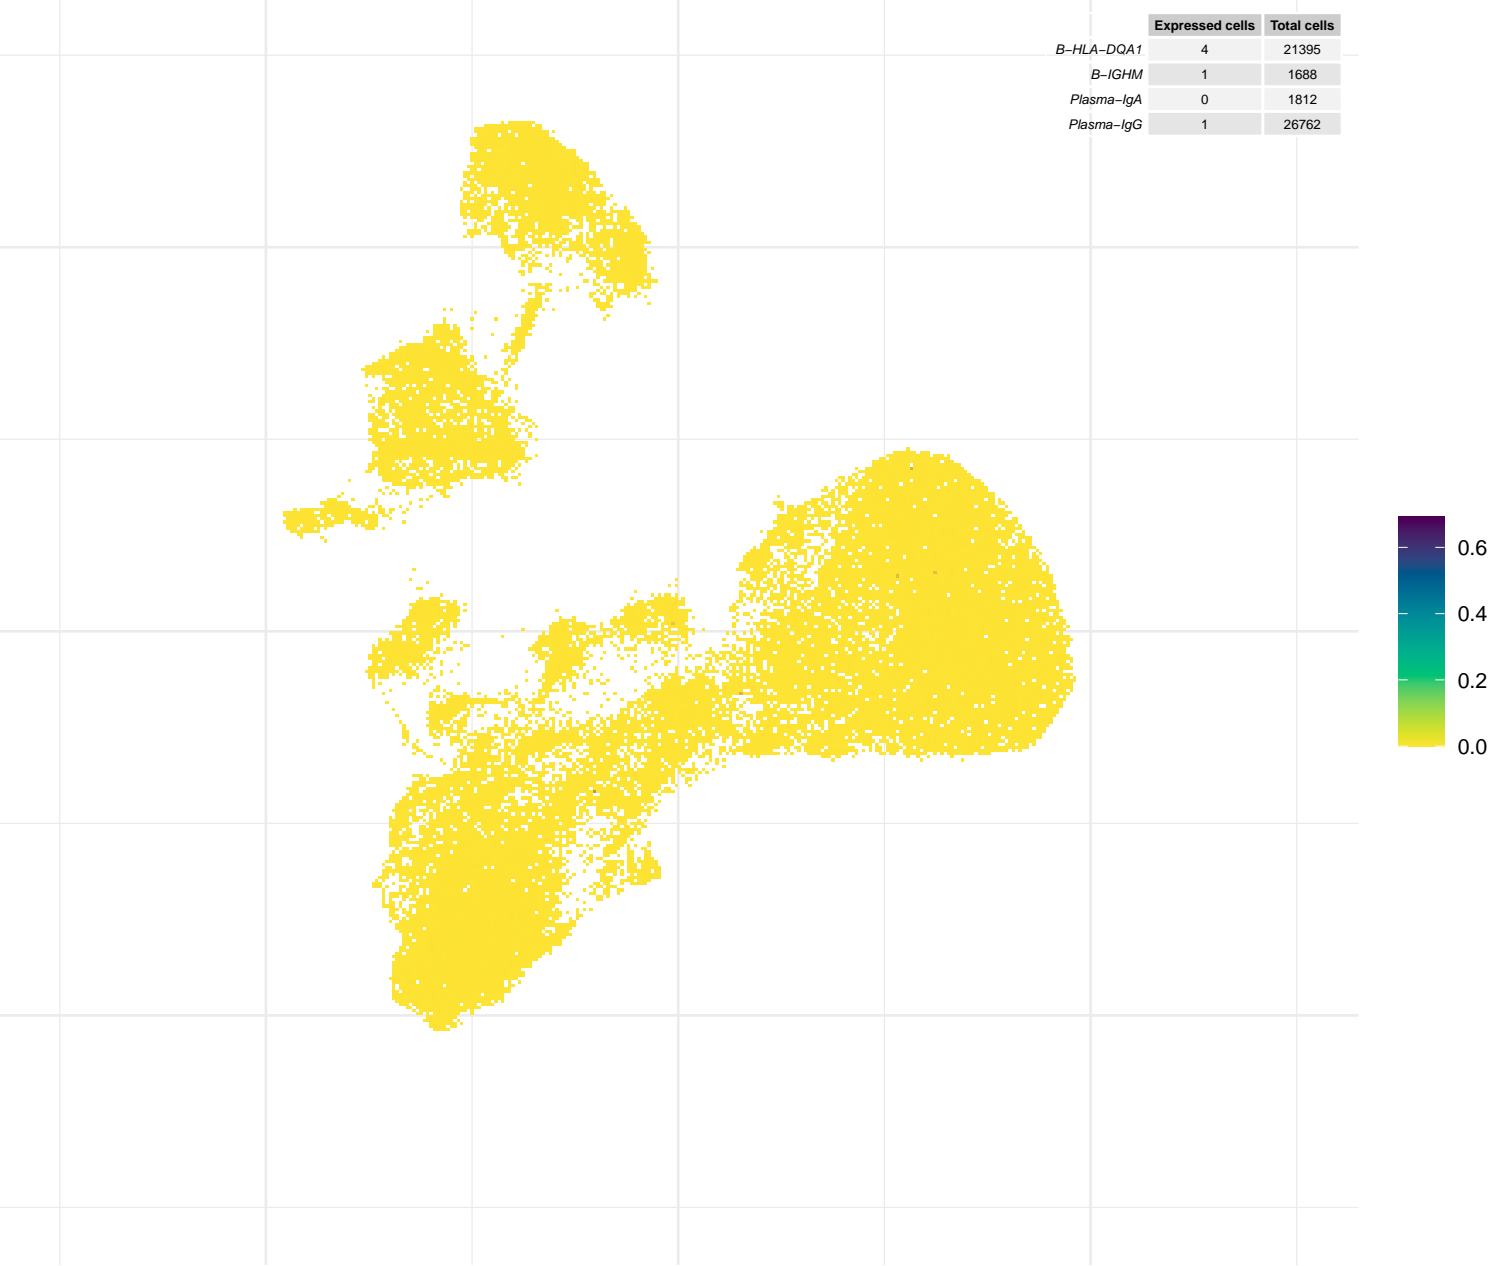 Expressed cells Total cells
B−HLA−DQA1 4 21395
B−IGHM 1 1688
Plasma−IgA 0 1812
Plasma−IgG 1 26762
0.6
0.4
0.2
0.0